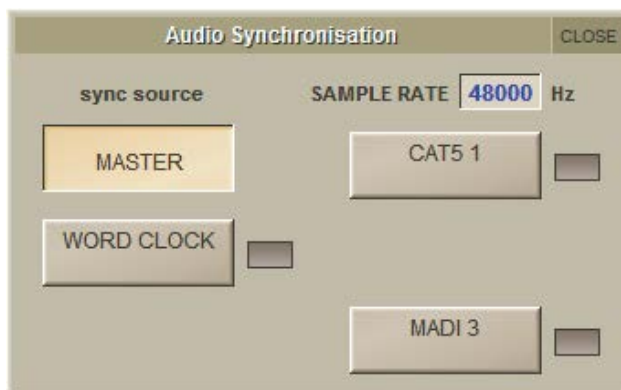 Audio Synchronisation CLOSE
sync source SAMPLE RATE 48000 Hz
MASTER CAT5 1
WORD CLOCK
MADI 3